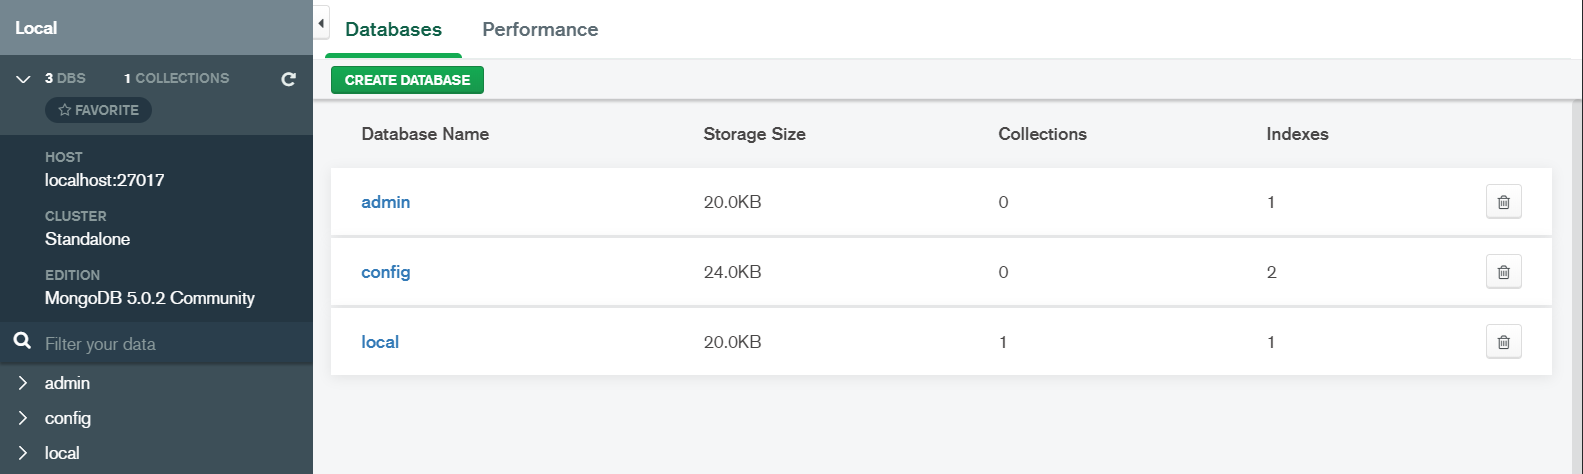 Local
3 DBS 1 COLLECTIONS
FAVORITE
HOST
localhost:27017
CLUSTER
Standalone
EDITION
MongoDB 5.0.2 Community
Filter your data
admin
config
local
Databases Performance
CREATE DATABASE
Database Name Storage Size Collections Indexes
admin 20.0KB 0 1
config 24.0KB 0 2
local 20.0KB 1 1